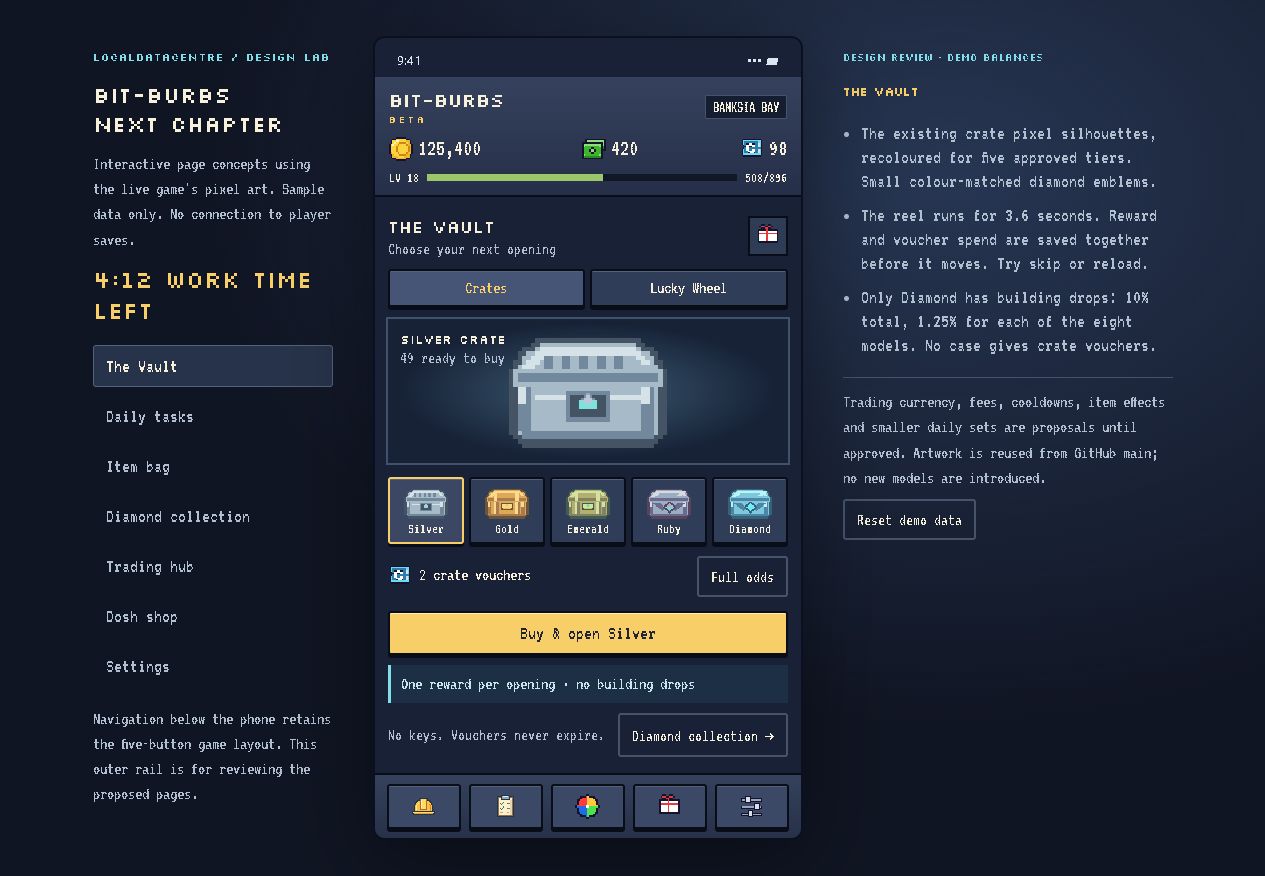 LOCALDATACENTRE / DESIGN LAB
BIT-BURBS
NEXT CHAPTER
Interactive page concepts using
the live game's pixel art. Sample
data only. No connection to player
saves.
4:12 WORK TIME
LEFT
The Vault
Daily tasks
Item bag
Diamond collection
Trading hub
Dosh shop
Settings
Navigation below the phone retains
the five-button game layout. This
outer rail is for reviewing the
proposed pages.
9:41
BIT-BURBS
BETA
BANKSIA BAY
125,400
420
98
LV 18
508/896
THE VAULT
Choose your next opening
Crates
Lucky Wheel
SILVER CRATE
49 ready to buy
Silver
Gold
Emerald
Ruby
Diamond
2 crate vouchers
Full odds
Buy & open Silver
One reward per opening · no building drops
No keys. Vouchers never expire.
Diamond collection →
DESIGN REVIEW · DEMO BALANCES
THE VAULT
• The existing crate pixel silhouettes,
recoloured for five approved tiers.
Small colour-matched diamond emblems.
• The reel runs for 3.6 seconds. Reward
and voucher spend are saved together
before it moves. Try skip or reload.
• Only Diamond has building drops: 10%
total, 1.25% for each of the eight
models. No case gives crate vouchers.
Trading currency, fees, cooldowns, item effects
and smaller daily sets are proposals until
approved. Artwork is reused from GitHub main;
no new models are introduced.
Reset demo data